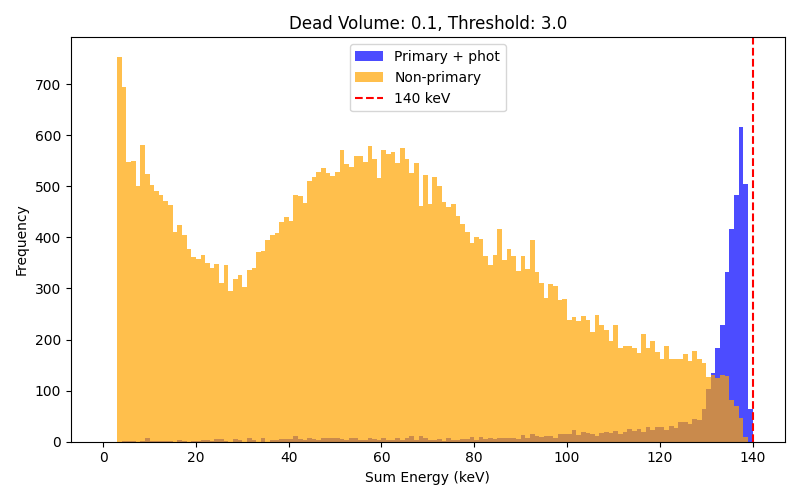 Dead Volume: 0.1, Threshold: 3.0
Primary + phot
Non-primary
140 keV
Frequency
700
600
500
400
300
200
100
0
0 20 40 60 80 100 120 140
Sum Energy (keV)